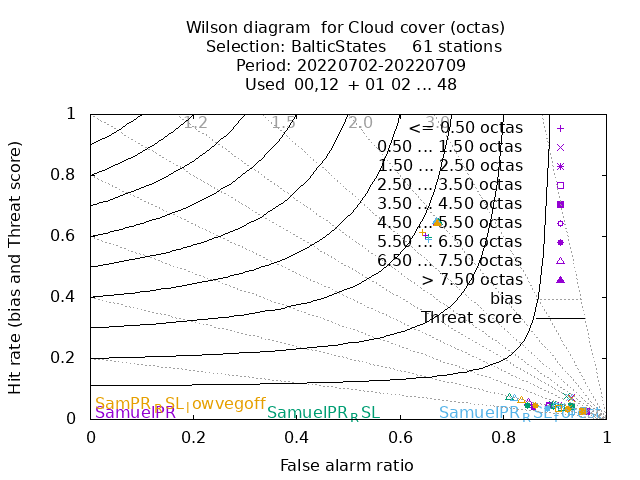 Wilson diagram for Cloud cover (octas)
Selection: BalticStates 61 stations
Period: 20220702-20220709
Used 00,12 + 01 02 ... 48
Hit rate (bias and Threat score)
1
0.8
0.6
0.4
0.2
0
1.2
1.5
2.0
3.0
<= 0.50 octas
0.50 ... 1.50 octas
1.50 ... 2.50 octas
2.50 ... 3.50 octas
3.50 ... 4.50 octas
4.50 ... 5.50 octas
5.50 ... 6.50 octas
6.50 ... 7.50 octas
> 7.50 octas
bias
Threat score
SamPR_RSL_lowvegoff
SamuelPR
SamuelPR_RSL
0
0.2
0.4
0.6
0.8
1
False alarm ratio